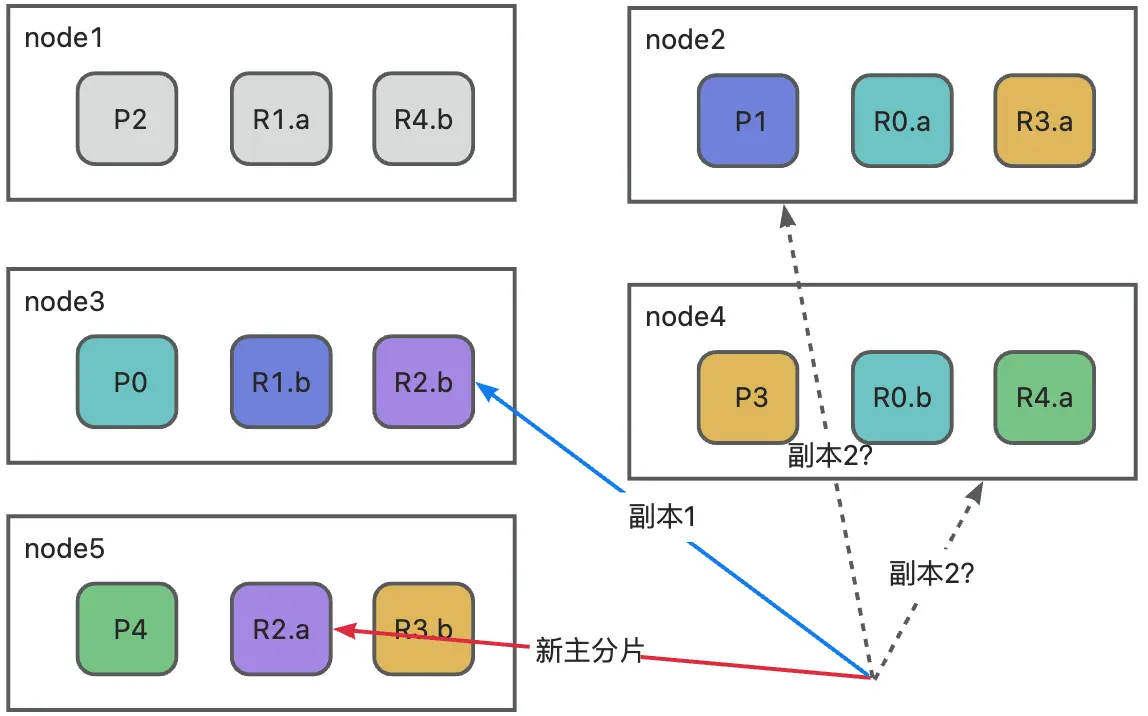 node1
P2 R1.a R4.b
node2
P1 R0.a R3.a
node3
P0 R1.b R2.b
node4
P3 R0.b R4.a
副本2?
副本1
副本2?
node5
P4 R2.a R3.b
新主分片